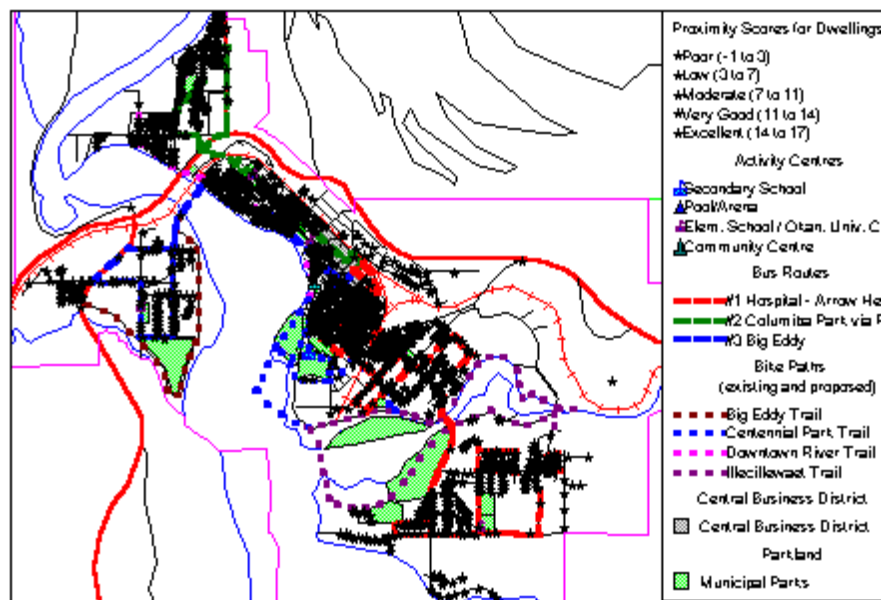 Proximity Scores for Dwellings
Poor (-1 to 3)
Low (3 to 7)
Moderate (7 to 11)
Very Good (11 to 14)
Excellent (14 to 17)
Activity Centres
Secondary School
Pool/Arena
Elem. School / Okan. Univ. C
Community Centre
Bus Routes
#1 Hospital - Arrow He
#2 Columbia Park via
#3 Big Eddy
Bike Paths
(existing and proposed)
Big Eddy Trail
Centennial Park Trail
Downtown River Trail
Illecillewaet Trail
Central Business District
Central Business District
Parkland
Municipal Parks